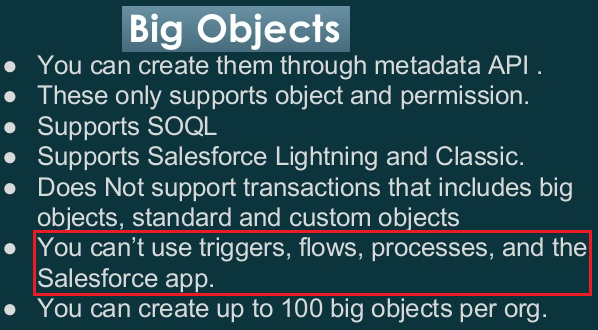 Big Objects
● You can create them through metadata API .
● These only supports object and permission.
● Supports SOQL
● Supports Salesforce Lightning and Classic.
● Does Not support transactions that includes big
objects, standard and custom objects
● You can’t use triggers, flows, processes, and the
Salesforce app.
● You can create up to 100 big objects per org.